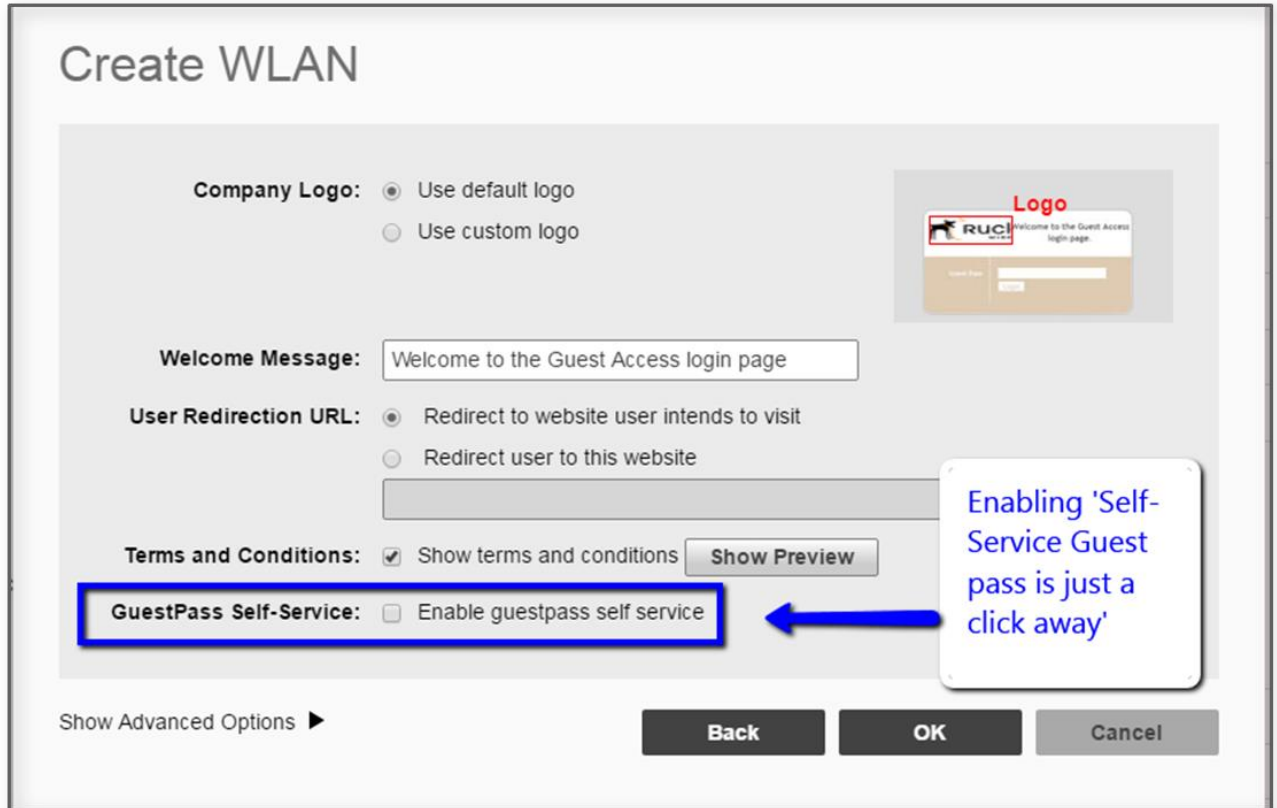 Create WLAN
Company Logo: Use default logo
Use custom logo
Logo
RUCI
Welcome to the Guest Access
login page.
Guest Pass
Welcome Message: Welcome to the Guest Access login page
User Redirection URL: Redirect to website user intends to visit
Redirect user to this website
Terms and Conditions: Show terms and conditions Show Preview
GuestPass Self-Service: Enable guestpass self service
Enabling 'Self-
Service Guest
pass is just a
click away'
Show Advanced Options
Back OK Cancel